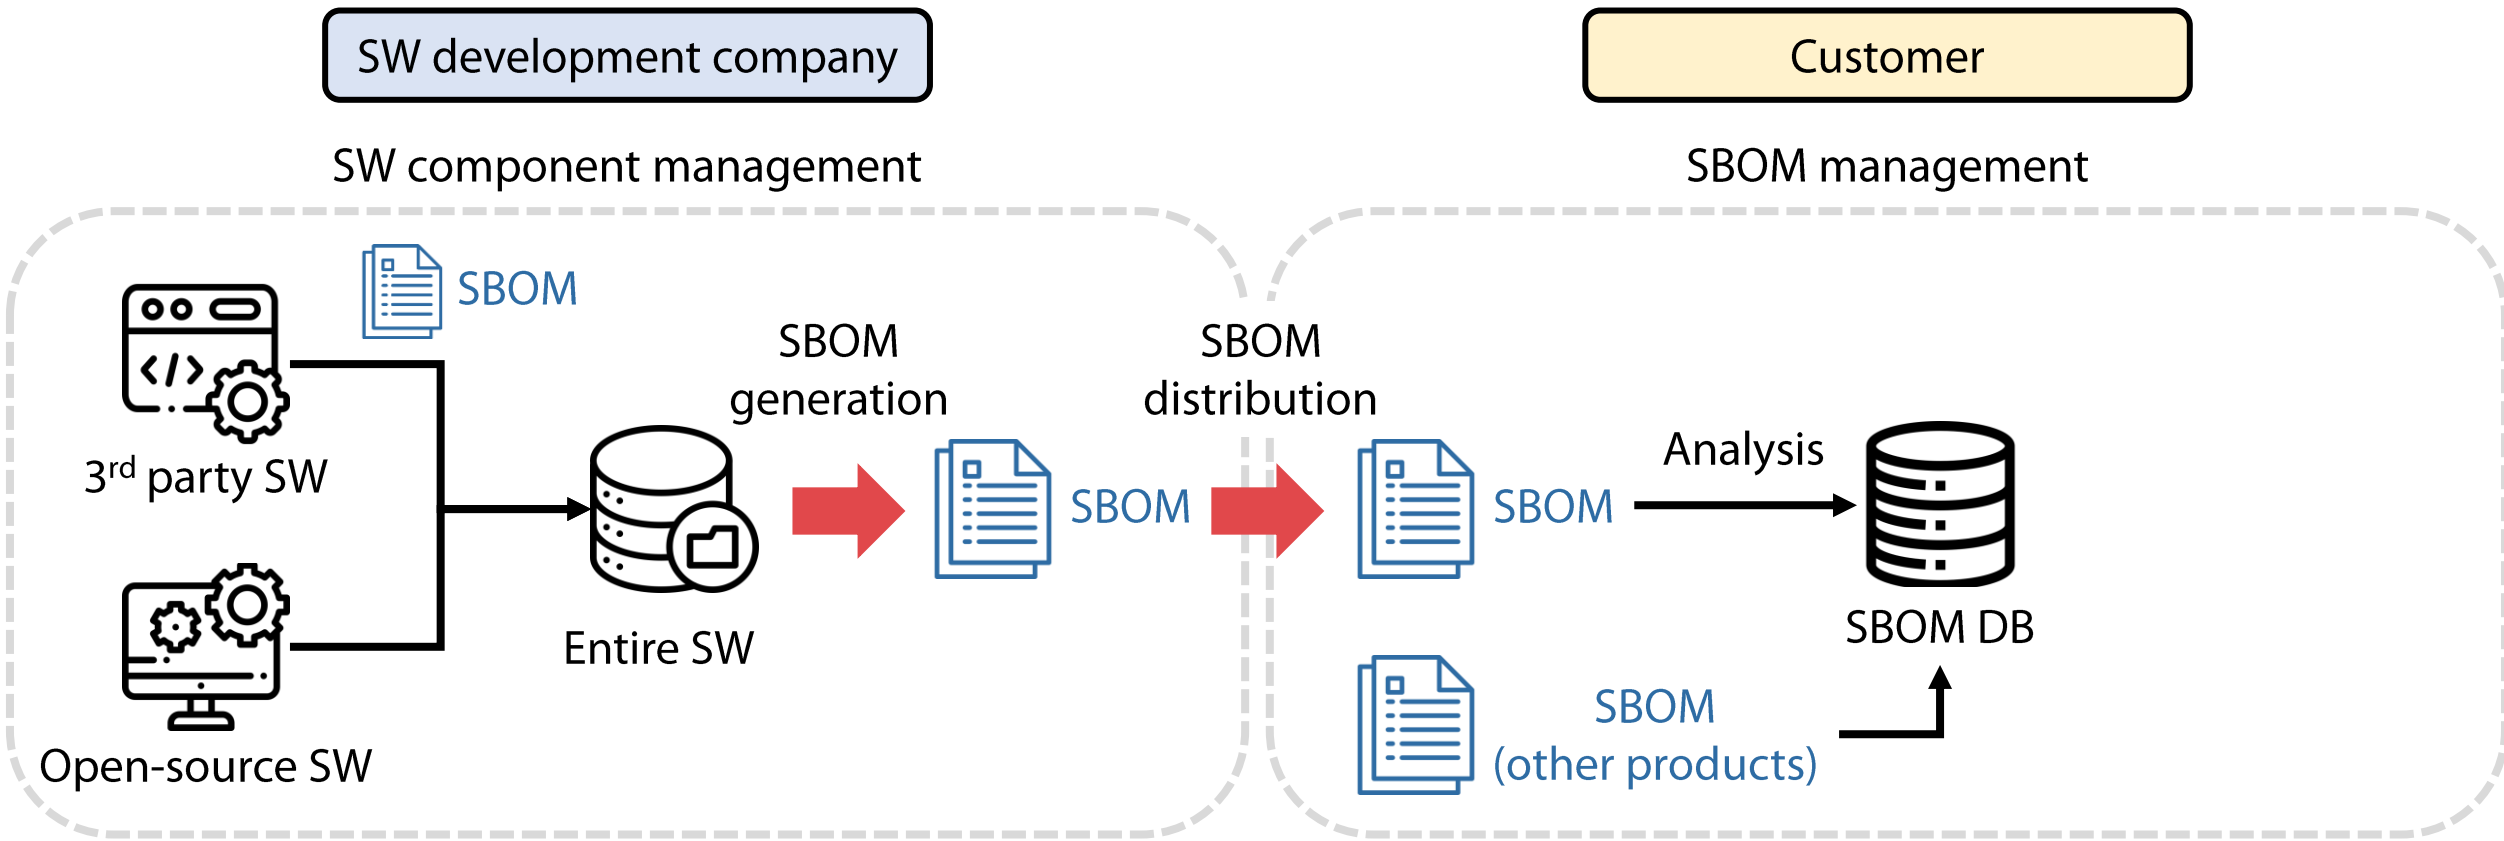 SW development company
SW component management
SBOM
3rd party SW
Open-source SW
Entire SW
SBOM
generation
SBOM
SBOM
distribution
Customer
SBOM management
SBOM
Analysis
SBOM DB
SBOM
(other products)